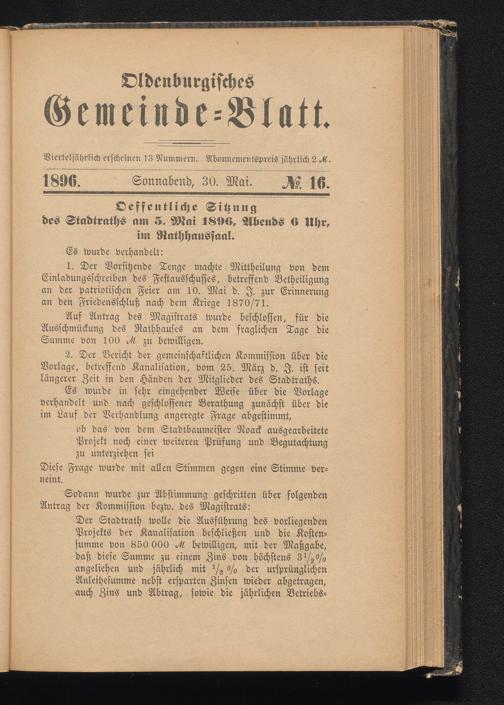 Oldenburgisches
Gemeinde-Blatt.
Vierteljährlich erscheinen 13 Nummern. Abonnementspreis jährlich 2 ℳ.
1896. Sonnabend, 30. Mai. № 16.
Oeffentliche Sitzung
des Stadtraths am 5. Mai 1896, Abends 6 Uhr,
im Rathhaussaal.
Es wurde verhandelt:
1. Der Vorsitzende Tenge machte Mittheilung von dem
Einladungsschreiben des Festausschusses, betreffend Betheiligung
an der patriotischen Feier am 10. Mai d. J. zur Erinnerung
an den Friedensschluß nach dem Kriege 1870/71.
Auf Antrag des Magistrats wurde beschlossen, für die
Ausschmückung des Rathhauses an dem fraglichen Tage die
Summe von 100 ℳ zu bewilligen.
2. Der Bericht der gemeinschaftlichen Kommission über die
Vorlage, betreffend Kanalisation, vom 25. März d. J. ist seit
längerer Zeit in den Händen der Mitglieder des Stadtraths.
Es wurde in sehr eingehender Weise über die Vorlage
verhandelt und nach geschlossener Berathung zunächst über die
im Lauf der Verhandlung angeregte Frage abgestimmt,
ob das von dem Stadtbaumeister Noack ausgearbeitete
Projekt noch einer weiteren Prüfung und Begutachtung
zu unterziehen sei
Diese Frage wurde mit allen Stimmen gegen eine Stimme ver-
neint.
Sodann wurde zur Abstimmung geschritten über folgenden
Antrag der Kommission bezw. des Magistrats:
Der Stadtrath wolle die Ausführung des vorliegenden
Projekts der Kanalisation beschließen und die Kosten-
summe von 850 000 ℳ bewilligen, mit der Maßgabe,
daß diese Summe zu einem Zins von höchstens 3½%
angeliehen und jährlich mit ½% der ursprünglichen
Anleihesumme nebst ersparten Zinsen wieder abgetragen,
auch Zins und Abtrag, sowie die jährlichen Betriebs-